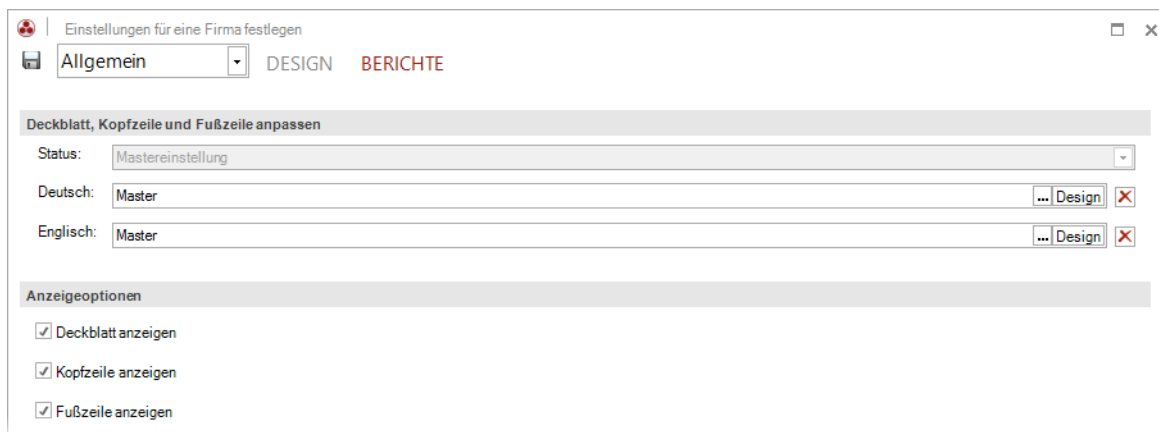 Einstellungen für eine Firma festlegen
Allgemein DESIGN BERICHTE
Deckblatt, Kopfzeile und Fußzeile anpassen
Status: Mastereinstellung
Deutsch: Master ... Design
Englisch: Master ... Design
Anzeigeoptionen
Deckblatt anzeigen
Kopfzeile anzeigen
Fußzeile anzeigen